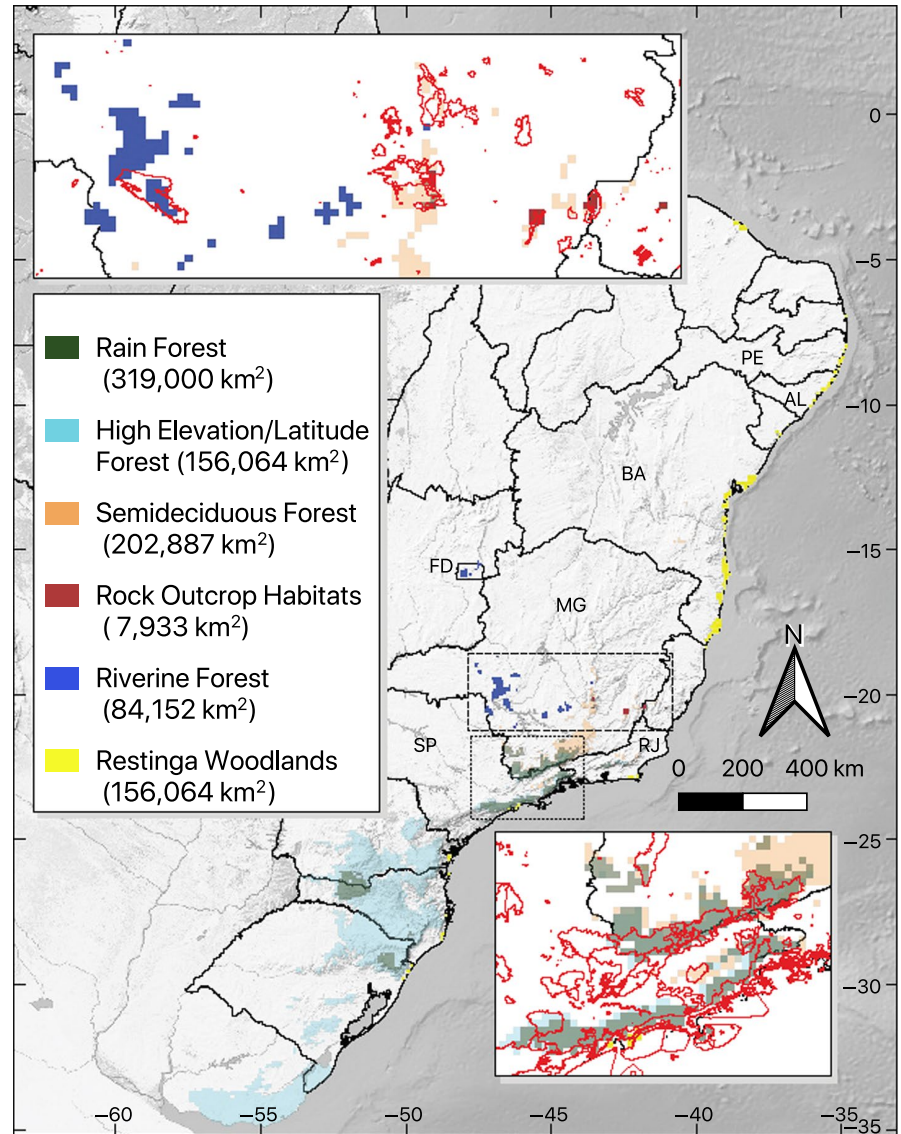 0
−5
PE
AL
−10
BA
−15
FD
MG
N
−20
SP
RJ
0 200 400 km
−25
−30
−60 −55 −50 −45 −40 −35
−35
Rain Forest
(319,000 km²)
High Elevation/Latitude
Forest (156,064 km²)
Semideciduous Forest
(202,887 km²)
Rock Outcrop Habitats
( 7,933 km²)
Riverine Forest
(84,152 km²)
Restinga Woodlands
(156,064 km²)